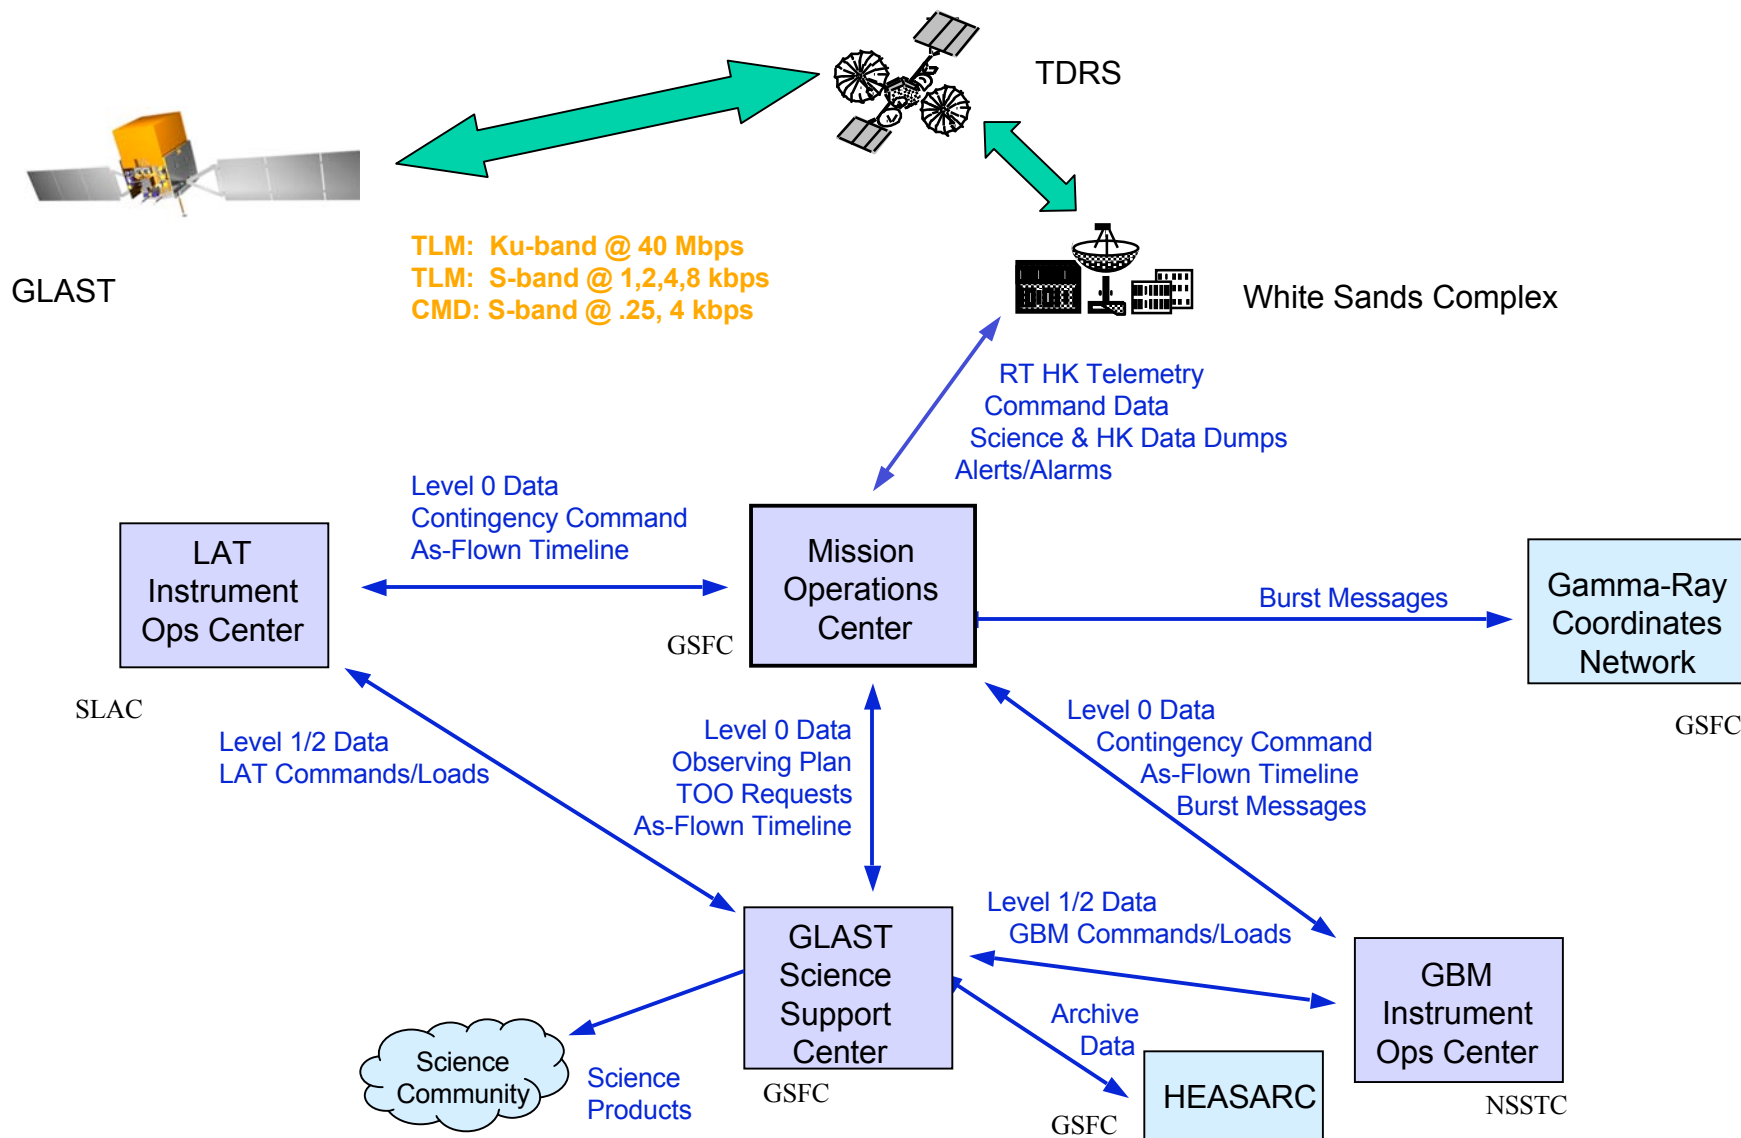 TDRS
GLAST
TLM: Ku-band @ 40 Mbps
TLM: S-band @ 1,2,4,8 kbps
CMD: S-band @ .25, 4 kbps
White Sands Complex
RT HK Telemetry
Command Data
Science & HK Data Dumps
Alerts/Alarms
Level 0 Data
Contingency Command
As-Flown Timeline
LAT
Instrument
Ops Center
SLAC
Mission
Operations
Center
GSFC
Burst Messages
Gamma-Ray
Coordinates
Network
GSFC
Level 1/2 Data
LAT Commands/Loads
Level 0 Data
Observing Plan
TOO Requests
As-Flown Timeline
Level 0 Data
Contingency Command
As-Flown Timeline
Burst Messages
GLAST
Science
Support
Center
GSFC
Level 1/2 Data
GBM Commands/Loads
GBM
Instrument
Ops Center
NSSTC
Science
Community
Science
Products
Archive
Data
HEASARC
GSFC